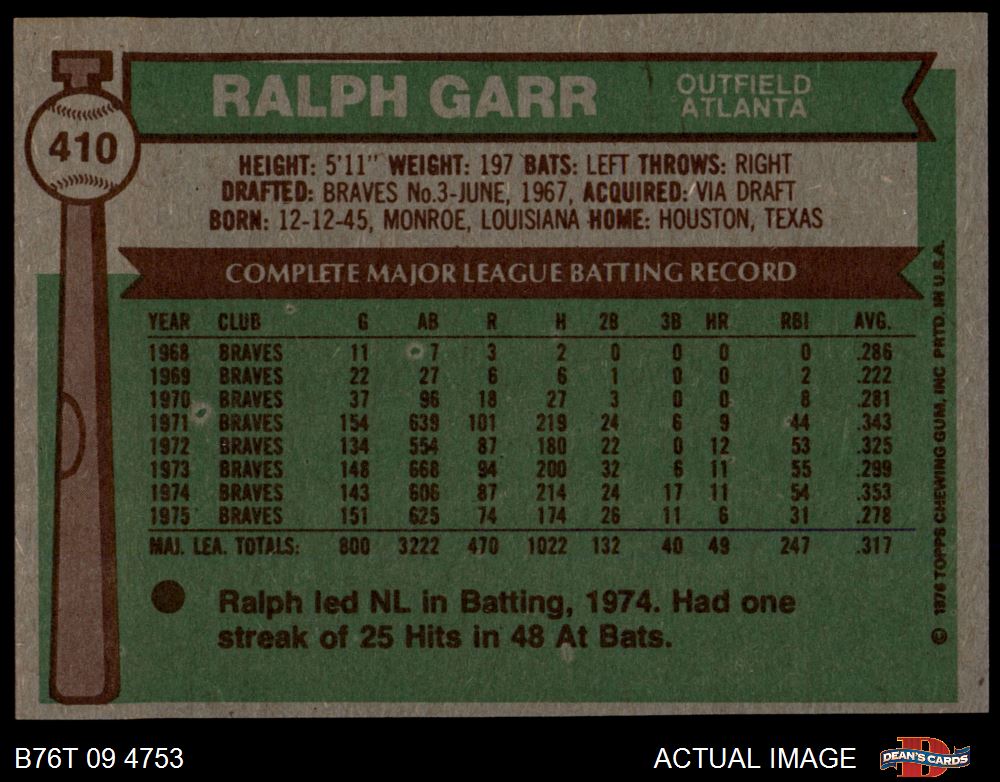 410
RALPH GARR
OUTFIELD
ATLANTA
HEIGHT: 5'11" WEIGHT: 197 BATS: LEFT THROWS: RIGHT
DRAFTED: BRAVES No.3-JUNE, 1967, ACQUIRED: VIA DRAFT
BORN: 12-12-45, MONROE, LOUISIANA HOME: HOUSTON, TEXAS
COMPLETE MAJOR LEAGUE BATTING RECORD
YEAR CLUB G AB R H 2B 3B HR RBI AVG.
1968 BRAVES 11 7 3 2 0 0 0 0 .286
1969 BRAVES 22 27 6 6 1 0 0 2 .222
1970 BRAVES 37 96 18 27 3 0 0 8 .281
1971 BRAVES 154 639 101 219 24 6 9 44 .343
1972 BRAVES 134 554 87 180 22 0 12 53 .325
1973 BRAVES 148 668 94 200 32 6 11 55 .299
1974 BRAVES 143 606 87 214 24 17 11 54 .353
1975 BRAVES 151 625 74 174 26 11 6 31 .278
MAJ. LEA. TOTALS: 800 3222 470 1022 132 40 49 247 .317
Ralph led NL in Batting, 1974. Had one
streak of 25 Hits in 48 At Bats.
© 1976 TOPPS CHEWING GUM, INC PRTD. IN U.S.A.
B76T 09 4753
ACTUAL IMAGE
DEAN'S CARDS